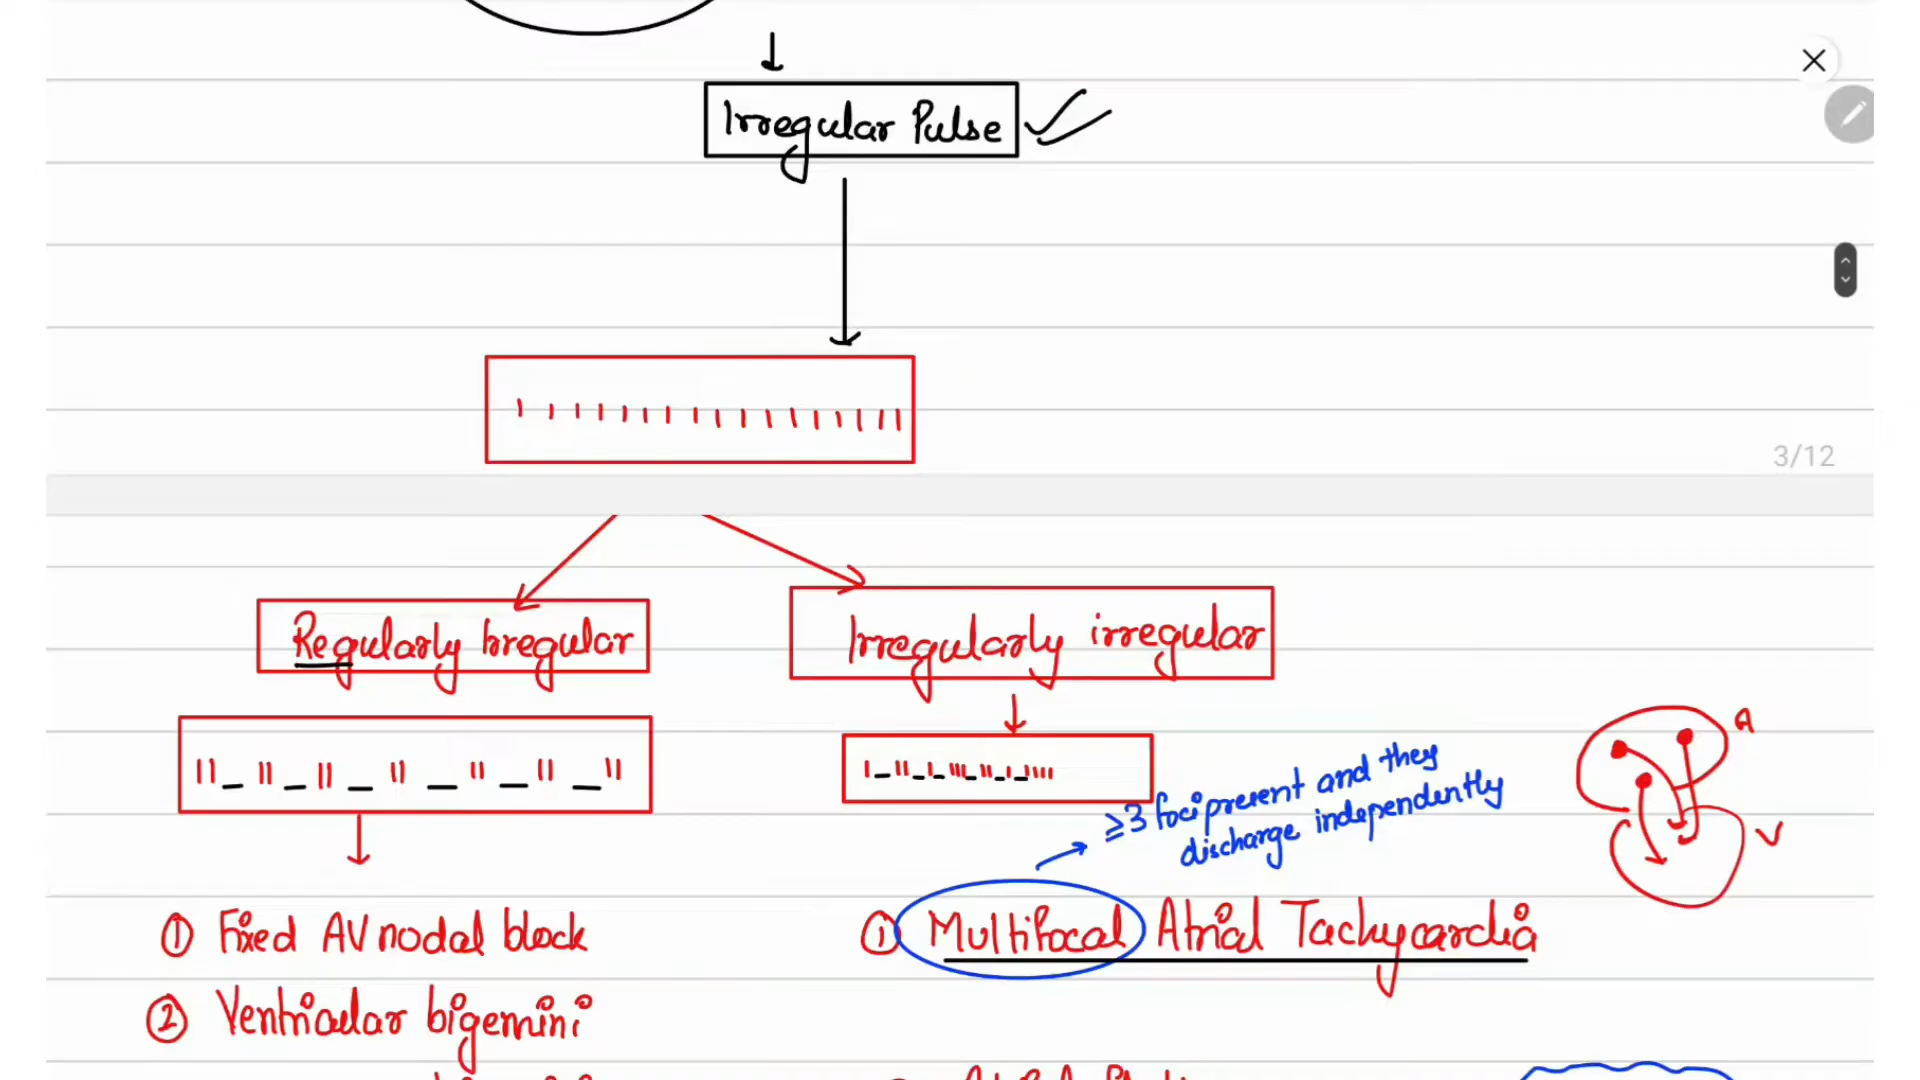 Irregular Pulse
3/12
Regularly Irregular
Irregularly irregular
≥3 foci present and they
discharge independently
A
V
① Fixed AV nodal block
① Multifocal Atrial Tachycardia
② Ventricular bigemini